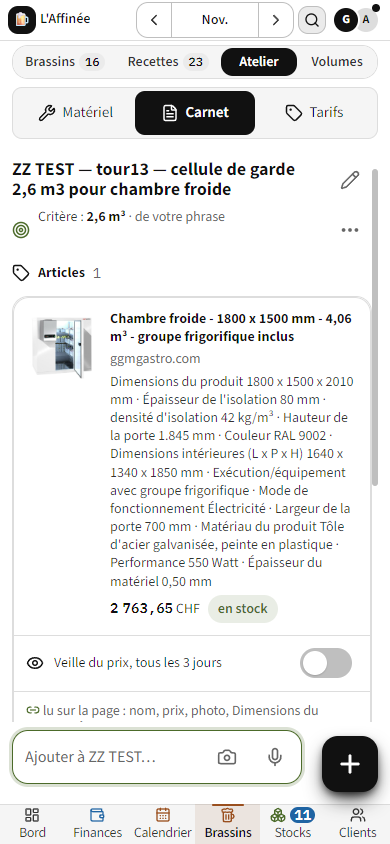 L'Affinée
Nov.
G
A
Brassins 16
Recettes 23
Atelier
Volumes
Matériel
Carnet
Tarifs
ZZ TEST — tour13 — cellule de garde
2,6 m3 pour chambre froide
Critère : 2,6 m³ · de votre phrase
Articles 1
Chambre froide - 1800 x 1500 mm - 4,06
m³ - groupe frigorifique inclus
ggmgastro.com
Dimensions du produit 1800 x 1500 x 2010
mm · Épaisseur de l'isolation 80 mm ·
densité d'isolation 42 kg/m³ · Hauteur de
la porte 1.845 mm · Couleur RAL 9002 ·
Dimensions intérieures (L x P x H) 1640 x
1340 x 1850 mm · Exécution/équipement
avec groupe frigorifique · Mode de
fonctionnement Électricité · Largeur de la
porte 700 mm · Matériau du produit Tôle
d'acier galvanisée, peinte en plastique ·
Performance 550 Watt · Épaisseur du
matériel 0,50 mm
2 763,65 CHF en stock
Veille du prix, tous les 3 jours
lu sur la page : nom, prix, photo, Dimensions du
Ajouter à ZZ TEST…
Bord
Finances
Calendrier
Brassins
Stocks
11
Clients